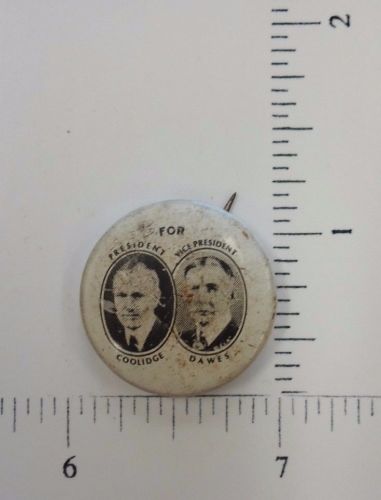 2
FOR
PRESIDENT VICE PRESIDENT
1
COOLIDGE DAWES
6 7